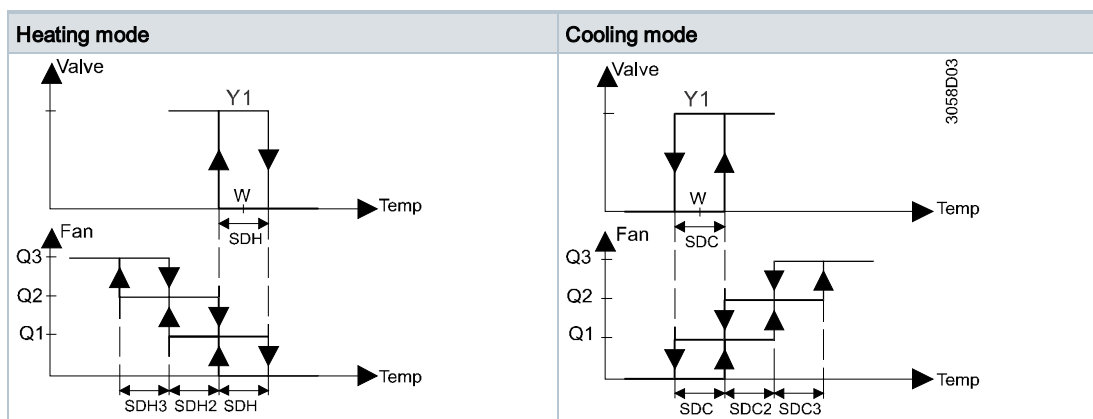 Heating mode
Valve
Y1
W
Temp
SDH
Fan
Q3
Q2
Q1
Temp
SDH3 SDH2 SDH
Cooling mode
Valve
Y1
W
Temp
SDC
Fan
Q3
Q2
Q1
Temp
SDC SDC2 SDC3
3058D03